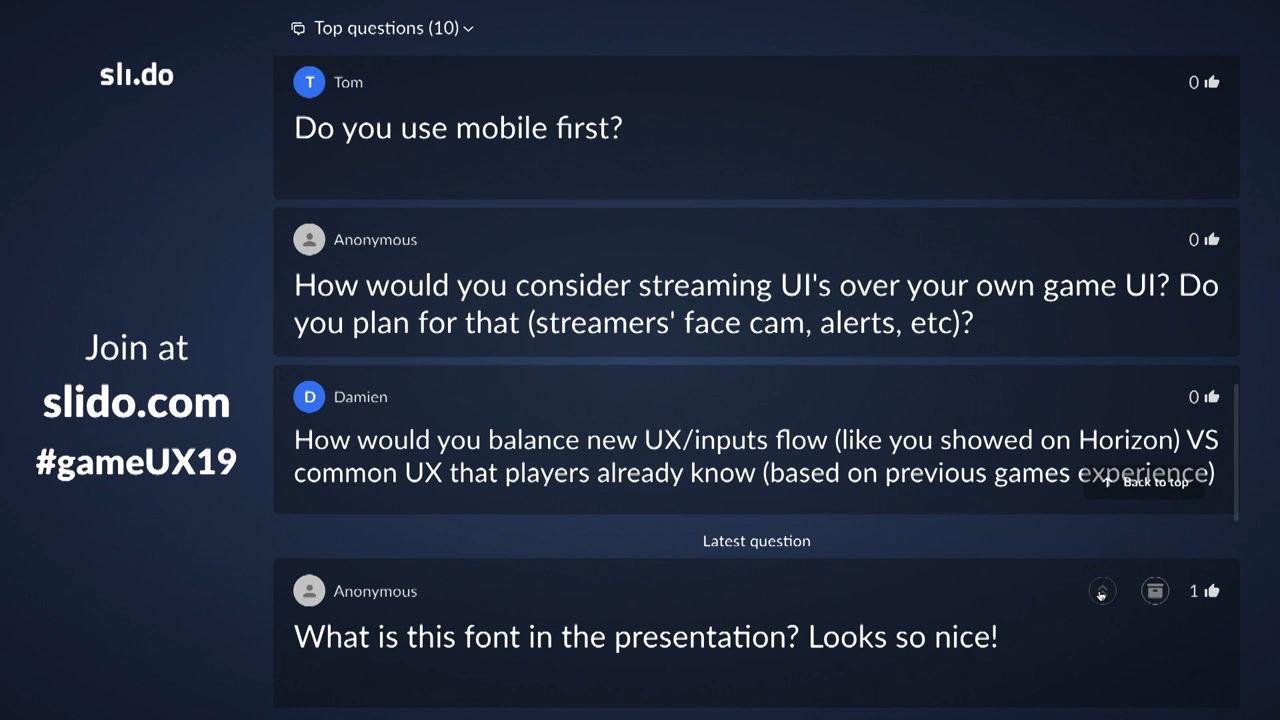 Top questions (10)
sli.do
T Tom 0
Do you use mobile first?
Anonymous 0
How would you consider streaming UI's over your own game UI? Do
you plan for that (streamers' face cam, alerts, etc)?
Join at
slido.com
#gameUX19
D Damien 0
How would you balance new UX/inputs flow (like you showed on Horizon) VS
common UX that players already know (based on previous games experience)
Back to top
Latest question
Anonymous 1
What is this font in the presentation? Looks so nice!